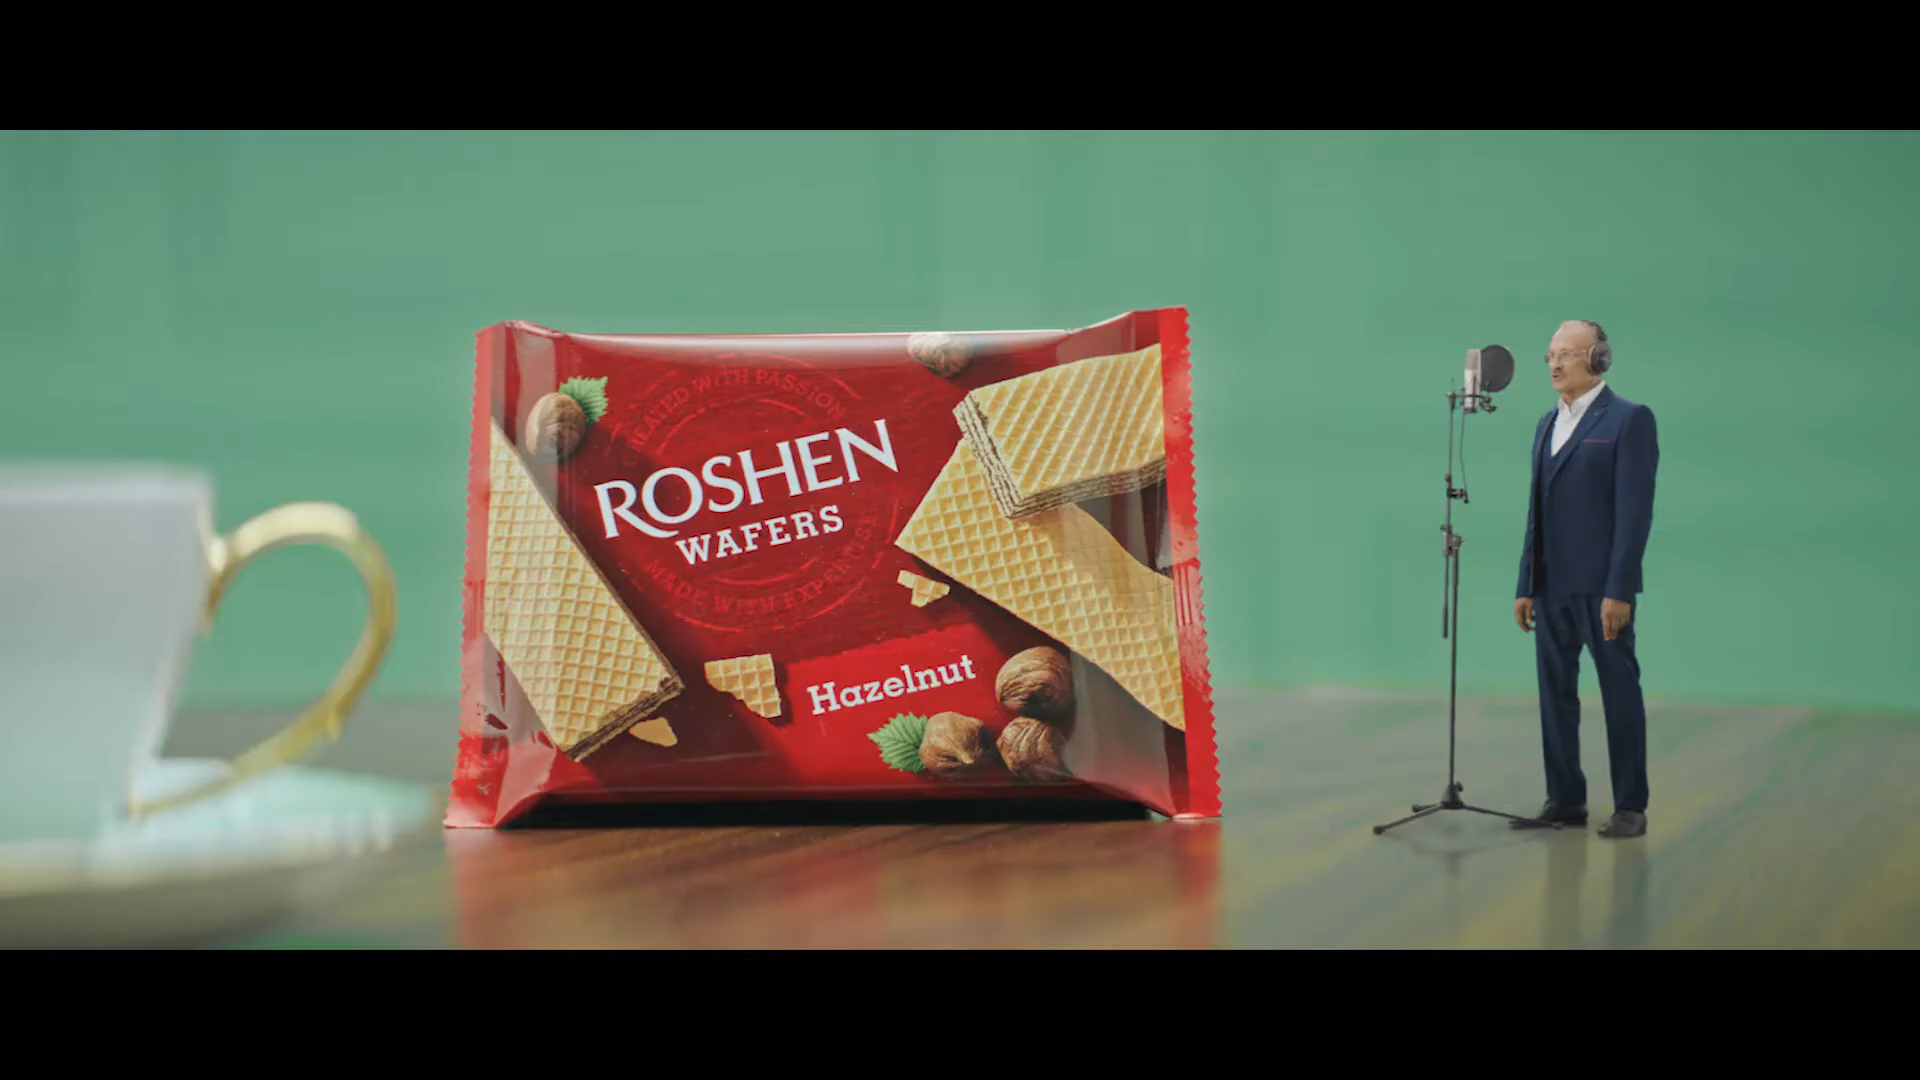 CREATED WITH PASSION
ROSHEN
WAFERS
MADE WITH EXPERTISE
Hazelnut